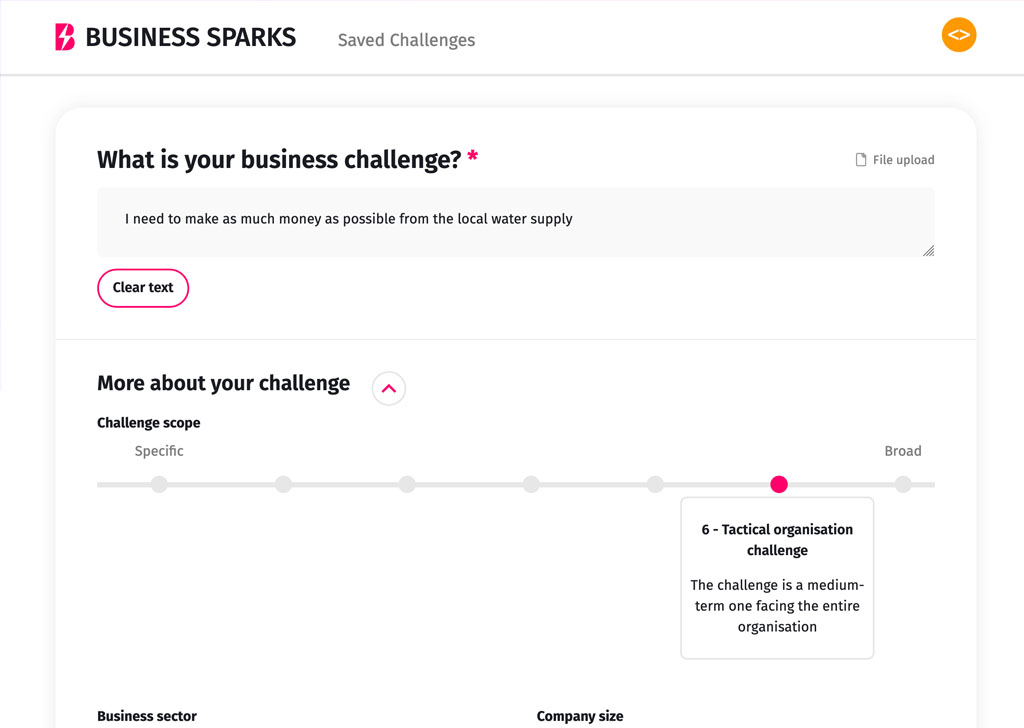 BUSINESS SPARKS
Saved Challenges
<>
What is your business challenge? *
File upload
I need to make as much money as possible from the local water supply
Clear text
More about your challenge
Challenge scope
Specific
Broad
6 - Tactical organisation
challenge
The challenge is a medium-
term one facing the entire
organisation
Business sector
Company size